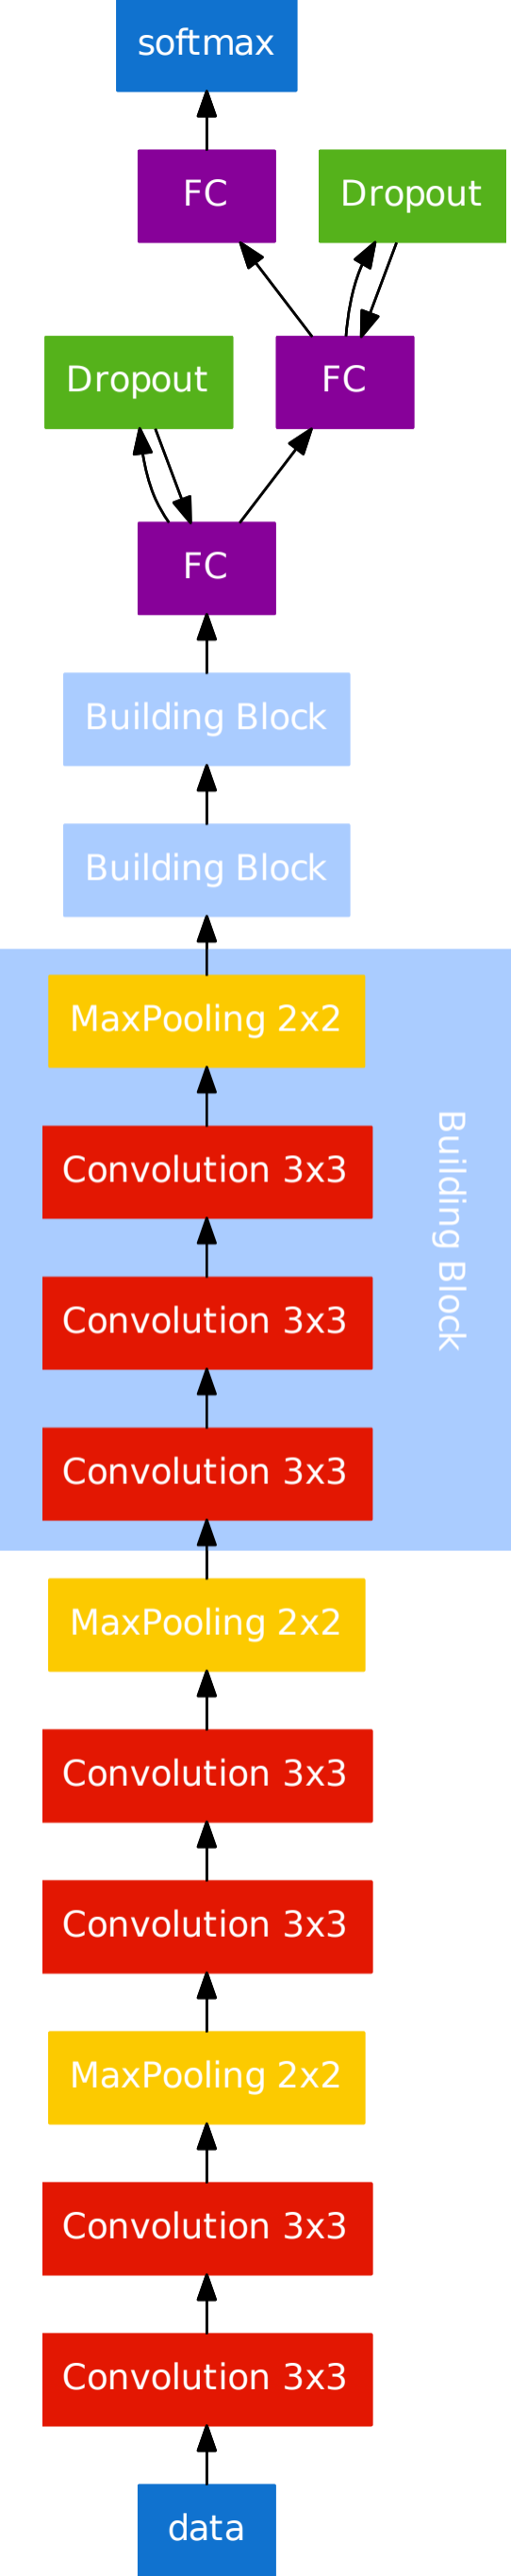 softmax
FC
Dropout
Dropout
FC
FC
Building Block
Building Block
MaxPooling 2x2
Convolution 3x3
Building Block
Convolution 3x3
Convolution 3x3
MaxPooling 2x2
Convolution 3x3
Convolution 3x3
MaxPooling 2x2
Convolution 3x3
Convolution 3x3
data